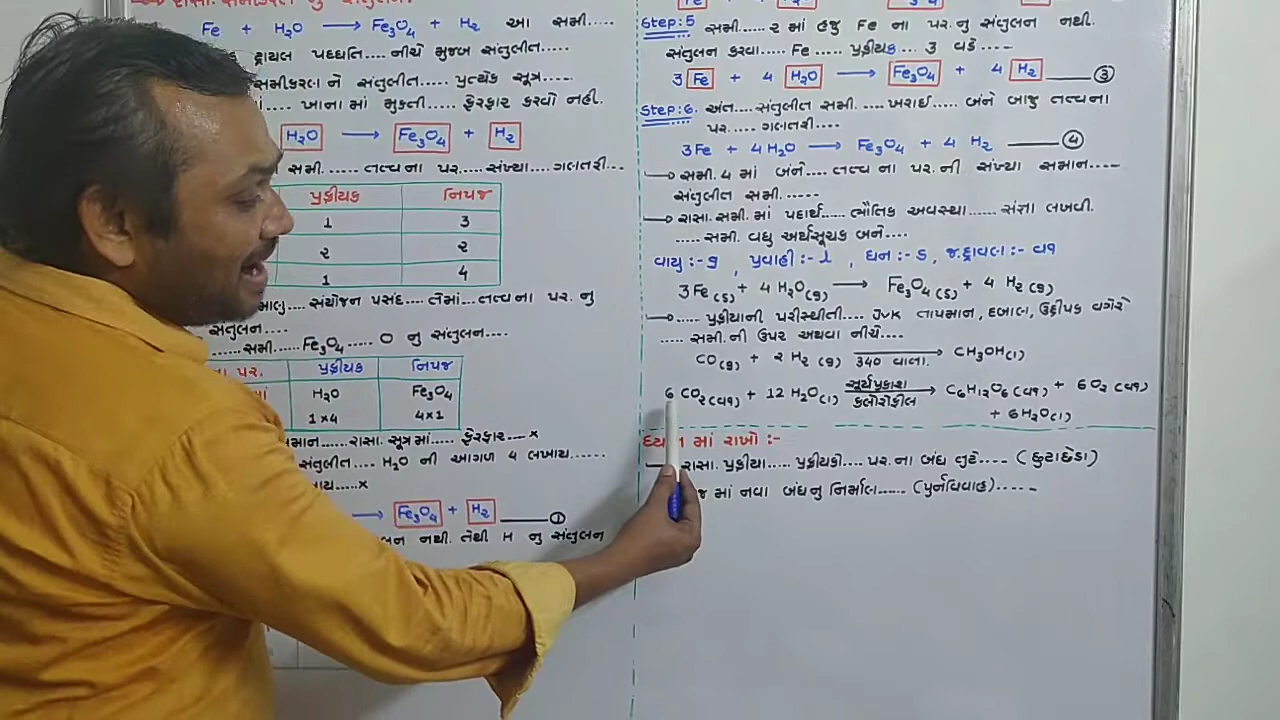 Fe + H₂O ⟶ Fe₃O₄ + H₂ આ સમી.....
ટ્રાયલ પદ્ધતિ.... નીચે મુજબ સંતુલીત.....
સમીકરણ ને સંતુલીત..... પ્રત્યેક સૂત્ર.....
.... ખાના માં મુકતી..... ફેરફાર કરવો નહી.
H₂O ⟶ Fe₃O₄ + H₂
સમી..... તત્વના પર..... સંખ્યા.... ગણતરી...
પ્રક્રીયક નિપજ
1 3
૨ ૨
1 4
.... સંયોજન પસંદ.... તેમાં... તત્વ ના પર. નુ
સંતુલન....
...... સમી..... Fe₃O₄ ..... O નુ સંતુલન....
ના પર. પ્રક્રીયક નિપજ
H₂O Fe₃O₄
1×4 4×1
..... રાસા. સૂત્રમાં..... ફેરફાર....×
સંતુલીત.... H₂O ની આગળ 4 લખાય......
.....×
⟶ Fe₃O₄ + H₂ —— ①
નથી. તેથી H નુ સંતુલન
Step:5 સમી..... ૨ માં હજુ Fe ના પર.નુ સંતુલન નથી.
સંતુલન કરવા..... Fe ..... પ્રક્રીયક... 3 વડે.....
3 Fe + 4 H₂O ⟶ Fe₃O₄ + 4 H₂ —— ③
Step:6. અંત.... સંતુલીત સમી. .... ખરાઈ..... બંને બાજુ તત્વના
પર..... ગણતરી....
3Fe + 4H₂O ⟶ Fe₃O₄ + 4 H₂ —— ④
→ સમી. 4 માં બંને.... તત્વ ના પર.ની સંખ્યા સમાન.....
સંતુલીત સમી.......
→ રાસા. સમી. માં પદાર્થ..... ભૌતિક અવસ્થા...... સંજ્ઞા લખવી.
..... સમી. વધુ અર્થસૂચક બને....
વાયુ :- g , પ્રવાહી :- l , ઘન :- s , જ.દ્રાવણ :- aq
3Fe(s) + 4 H₂O(g) ⟶ Fe₃O₄(s) + 4 H₂(g)
→ ..... પ્રક્રીયાની પરિસ્થીતી.... તાપમાન, દબાણ, ઉદ્દીપક વગેરે
..... સમી. ની ઉપર અથવા નીચે....
CO(g) + 2 H₂(g) 340 વાતા. ⟶ CH₃OH(l)
6 CO₂(aq) + 12 H₂O(l) સૂર્યપ્રકાશ ⟶ ક્લોરોફીલ C₆H₁₂O₆(aq) + 6O₂(aq)
+ 6H₂O(l)
ધ્યાન માં રાખો :-
રાસા. પ્રક્રીયા..... પ્રક્રીયકો.... પર.ના બંધ તુટે.... (છુટાછેડા)
માં નવા બંધનુ નિર્માણ...... (પુર્નવિવાહ).....